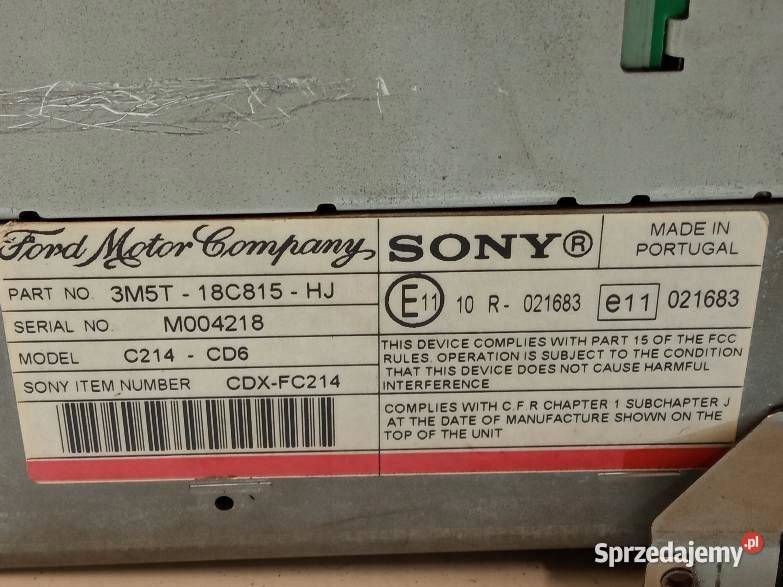 Ford Motor Company
PART NO. 3M5T - 18C815 - HJ
SERIAL NO. M004218
MODEL C214 - CD6
SONY ITEM NUMBER CDX-FC214
SONY®
MADE IN
PORTUGAL
E11 10 R- 021683 e11 021683
THIS DEVICE COMPLIES WITH PART 15 OF THE FCC
RULES. OPERATION IS SUBJECT TO THE CONDITION
THAT THIS DEVICE DOES NOT CAUSE HARMFUL
INTERFERENCE
COMPLIES WITH C.F.R CHAPTER 1 SUBCHAPTER J
AT THE DATE OF MANUFACTURE SHOWN ON THE
TOP OF THE UNIT
Sprzedajemy.pl